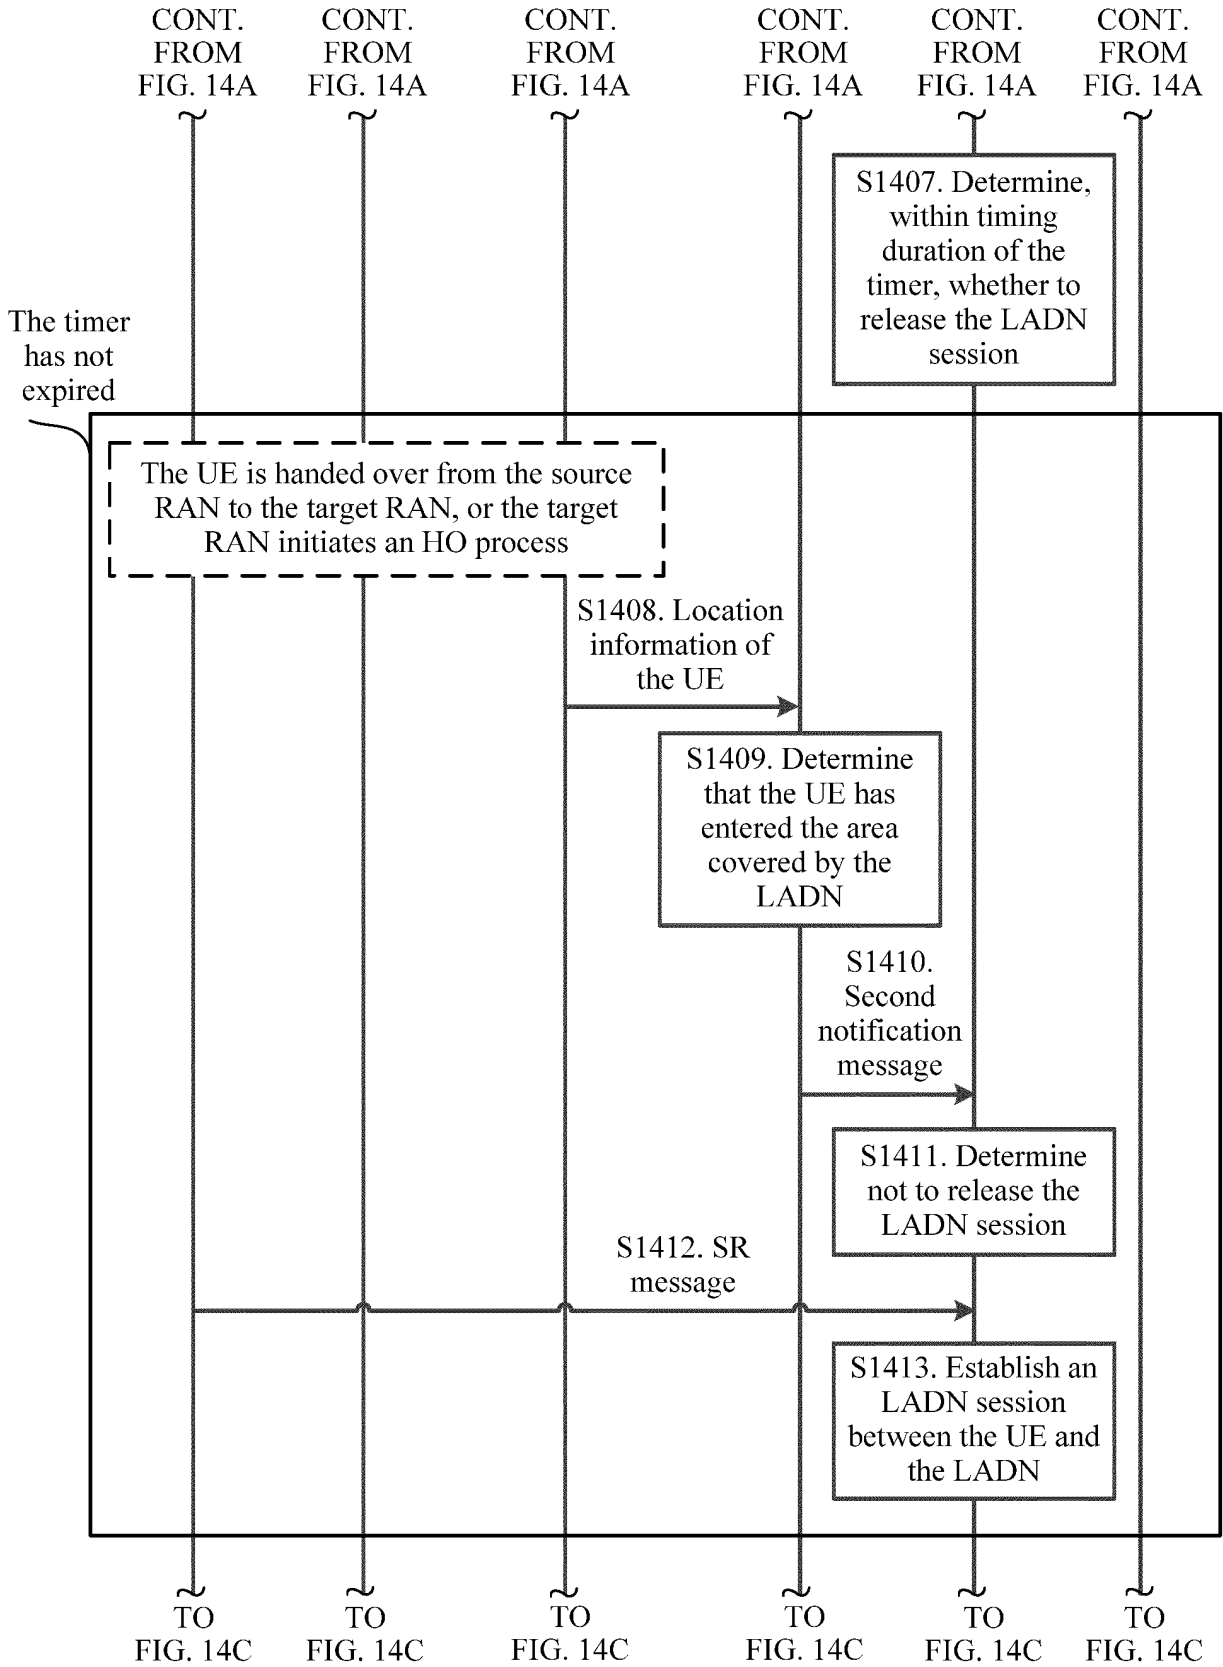 CONT.
FROM
FIG. 14A
CONT.
FROM
FIG. 14A
CONT.
FROM
FIG. 14A
CONT.
FROM
FIG. 14A
CONT.
FROM
FIG. 14A
CONT.
FROM
FIG. 14A
S1407. Determine,
within timing
duration of the
timer, whether to
release the LADN
session
The timer
has not
expired
The UE is handed over from the source
RAN to the target RAN, or the target
RAN initiates an HO process
S1408. Location
information of
the UE
S1409. Determine
that the UE has
entered the area
covered by the
LADN
S1410.
Second
notification
message
S1411. Determine
not to release the
LADN session
S1412. SR
message
S1413. Establish an
LADN session
between the UE and
the LADN
TO
FIG. 14C
TO
FIG. 14C
TO
FIG. 14C
TO
FIG. 14C
TO
FIG. 14C
TO
FIG. 14C